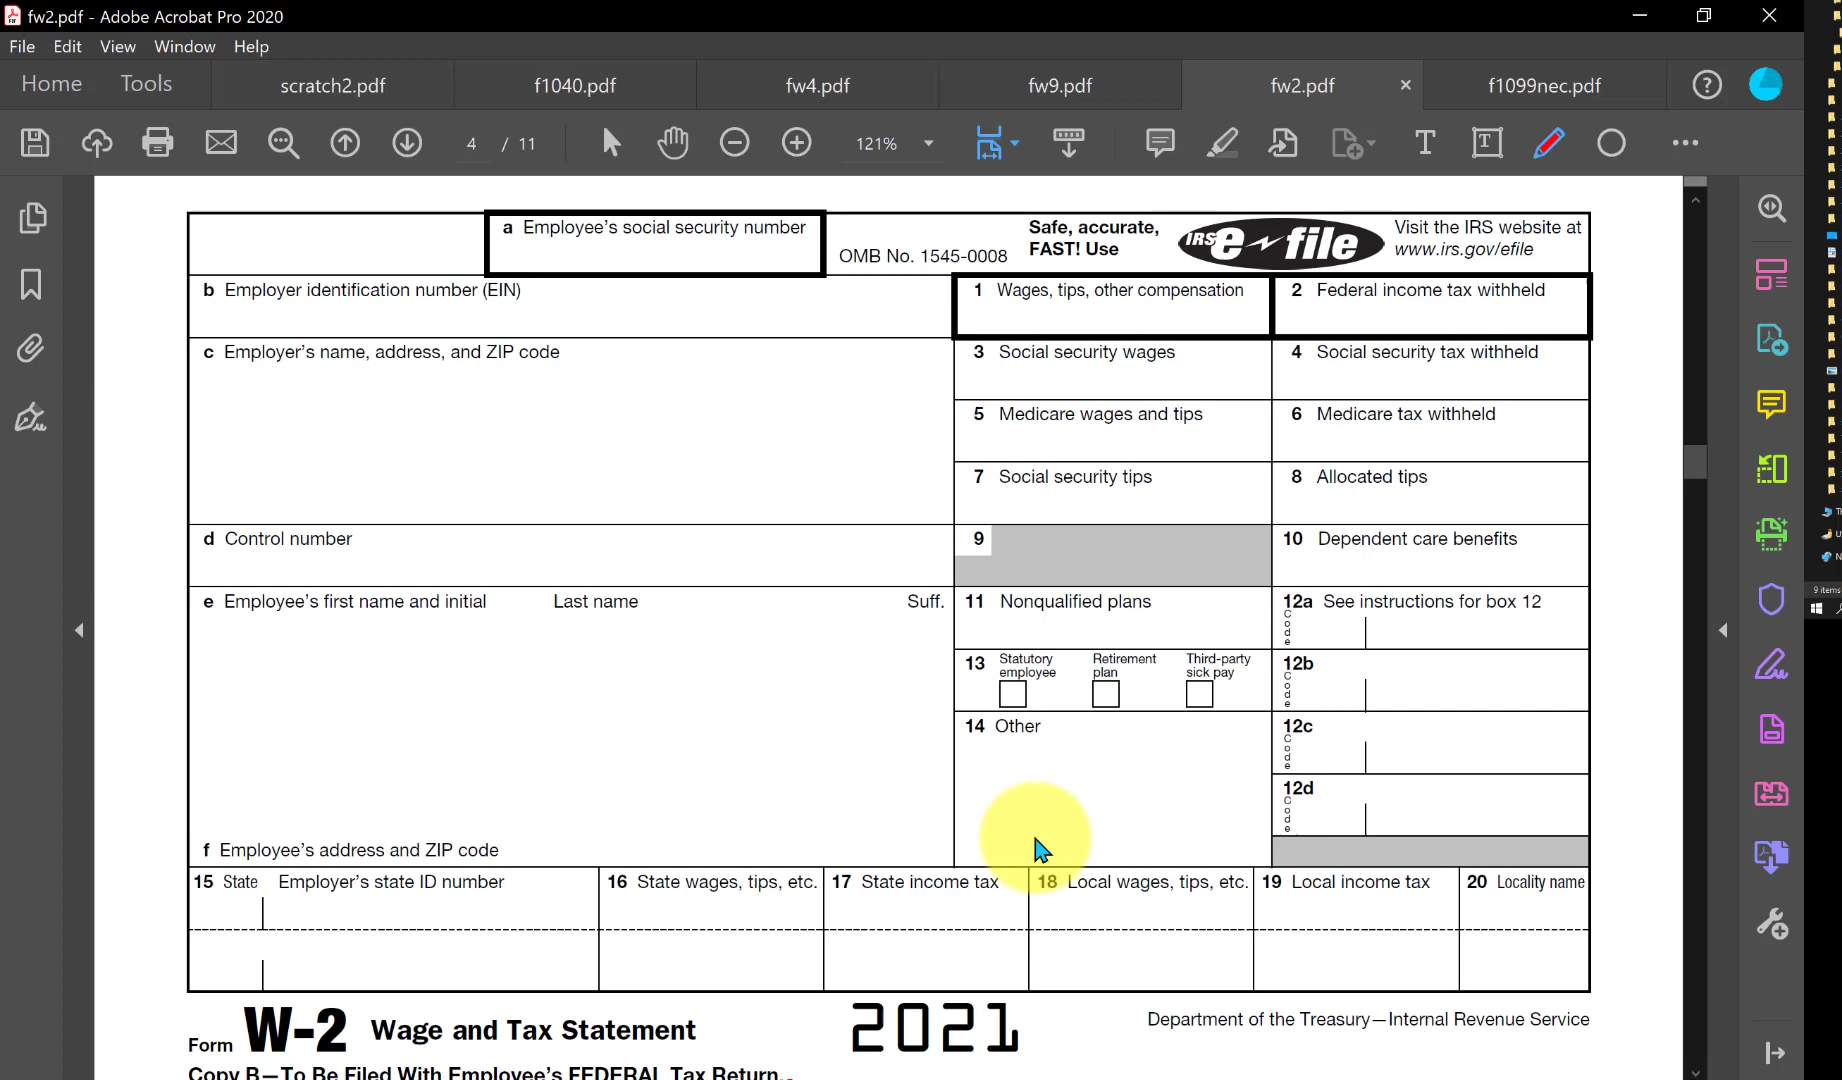 fw2.pdf - Adobe Acrobat Pro 2020
File Edit View Window Help
Home Tools scratch2.pdf f1040.pdf fw4.pdf fw9.pdf fw2.pdf × f1099nec.pdf
4 / 11 121%
a Employee's social security number
OMB No. 1545-0008
Safe, accurate,
FAST! Use
IRS e file
Visit the IRS website at
www.irs.gov/efile
b Employer identification number (EIN)
1 Wages, tips, other compensation
2 Federal income tax withheld
c Employer's name, address, and ZIP code
3 Social security wages
4 Social security tax withheld
5 Medicare wages and tips
6 Medicare tax withheld
7 Social security tips
8 Allocated tips
d Control number
9
10 Dependent care benefits
e Employee's first name and initial Last name Suff.
11 Nonqualified plans
12a See instructions for box 12
Code
13 Statutory employee Retirement plan Third-party sick pay
12b
Code
14 Other
12c
Code
12d
Code
f Employee's address and ZIP code
15 State Employer's state ID number
16 State wages, tips, etc.
17 State income tax
18 Local wages, tips, etc.
19 Local income tax
20 Locality name
Form W-2 Wage and Tax Statement
2021
Department of the Treasury—Internal Revenue Service
Copy B—To Be Filed With Employee's FEDERAL Tax Return.
9 items